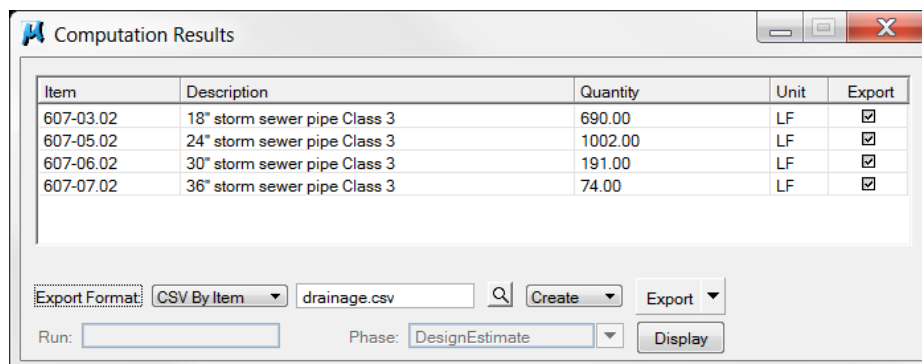 Computation Results
Item Description Quantity Unit Export
607-03.02 18" storm sewer pipe Class 3 690.00 LF
607-05.02 24" storm sewer pipe Class 3 1002.00 LF
607-06.02 30" storm sewer pipe Class 3 191.00 LF
607-07.02 36" storm sewer pipe Class 3 74.00 LF
Export Format: CSV By Item drainage.csv Create Export
Run: Phase: DesignEstimate Display